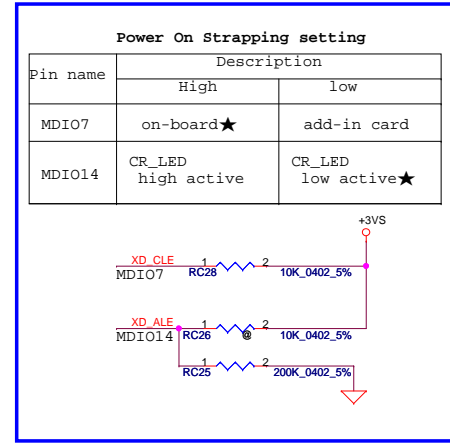 Power On Strapping setting
Pin name
Description
High
low
MDIO7
on-board★
add-in card
MDIO14
CR_LED
high active
CR_LED
low active★
+3VS
XD_CLE
MDIO7
1
2
RC28
10K_0402_5%
XD_ALE
MDIO14
1
2
RC26
@
10K_0402_5%
1
2
RC25
200K_0402_5%